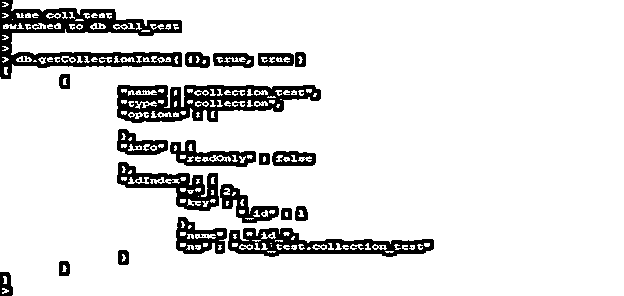 >
> use coll_test
switched to db coll_test
>
>
> db.getCollectionInfos( {}, true, true )
[
{
"name" : "collection_test",
"type" : "collection",
"options" : {
},
"info" : {
"readOnly" : false
},
"idIndex" : {
"v" : 2,
"key" : {
"_id" : 1
},
"name" : "_id_",
"ns" : "coll_test.collection_test"
}
}
]
>